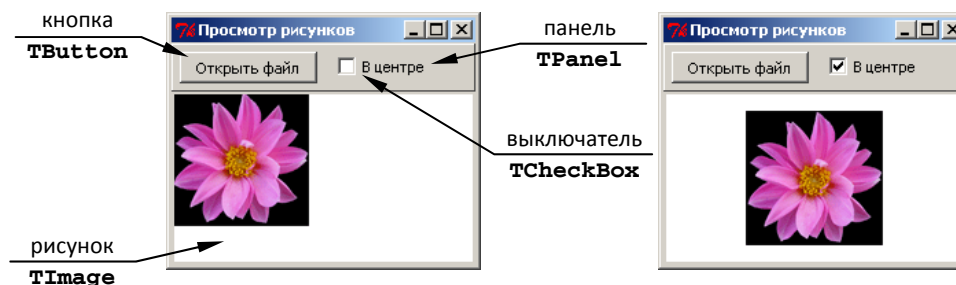 кнопка
TButton
Просмотр рисунков
Открыть файл
В центре
панель
TPanel
выключатель
TCheckBox
рисунок
TImage
Просмотр рисунков
Открыть файл
В центре